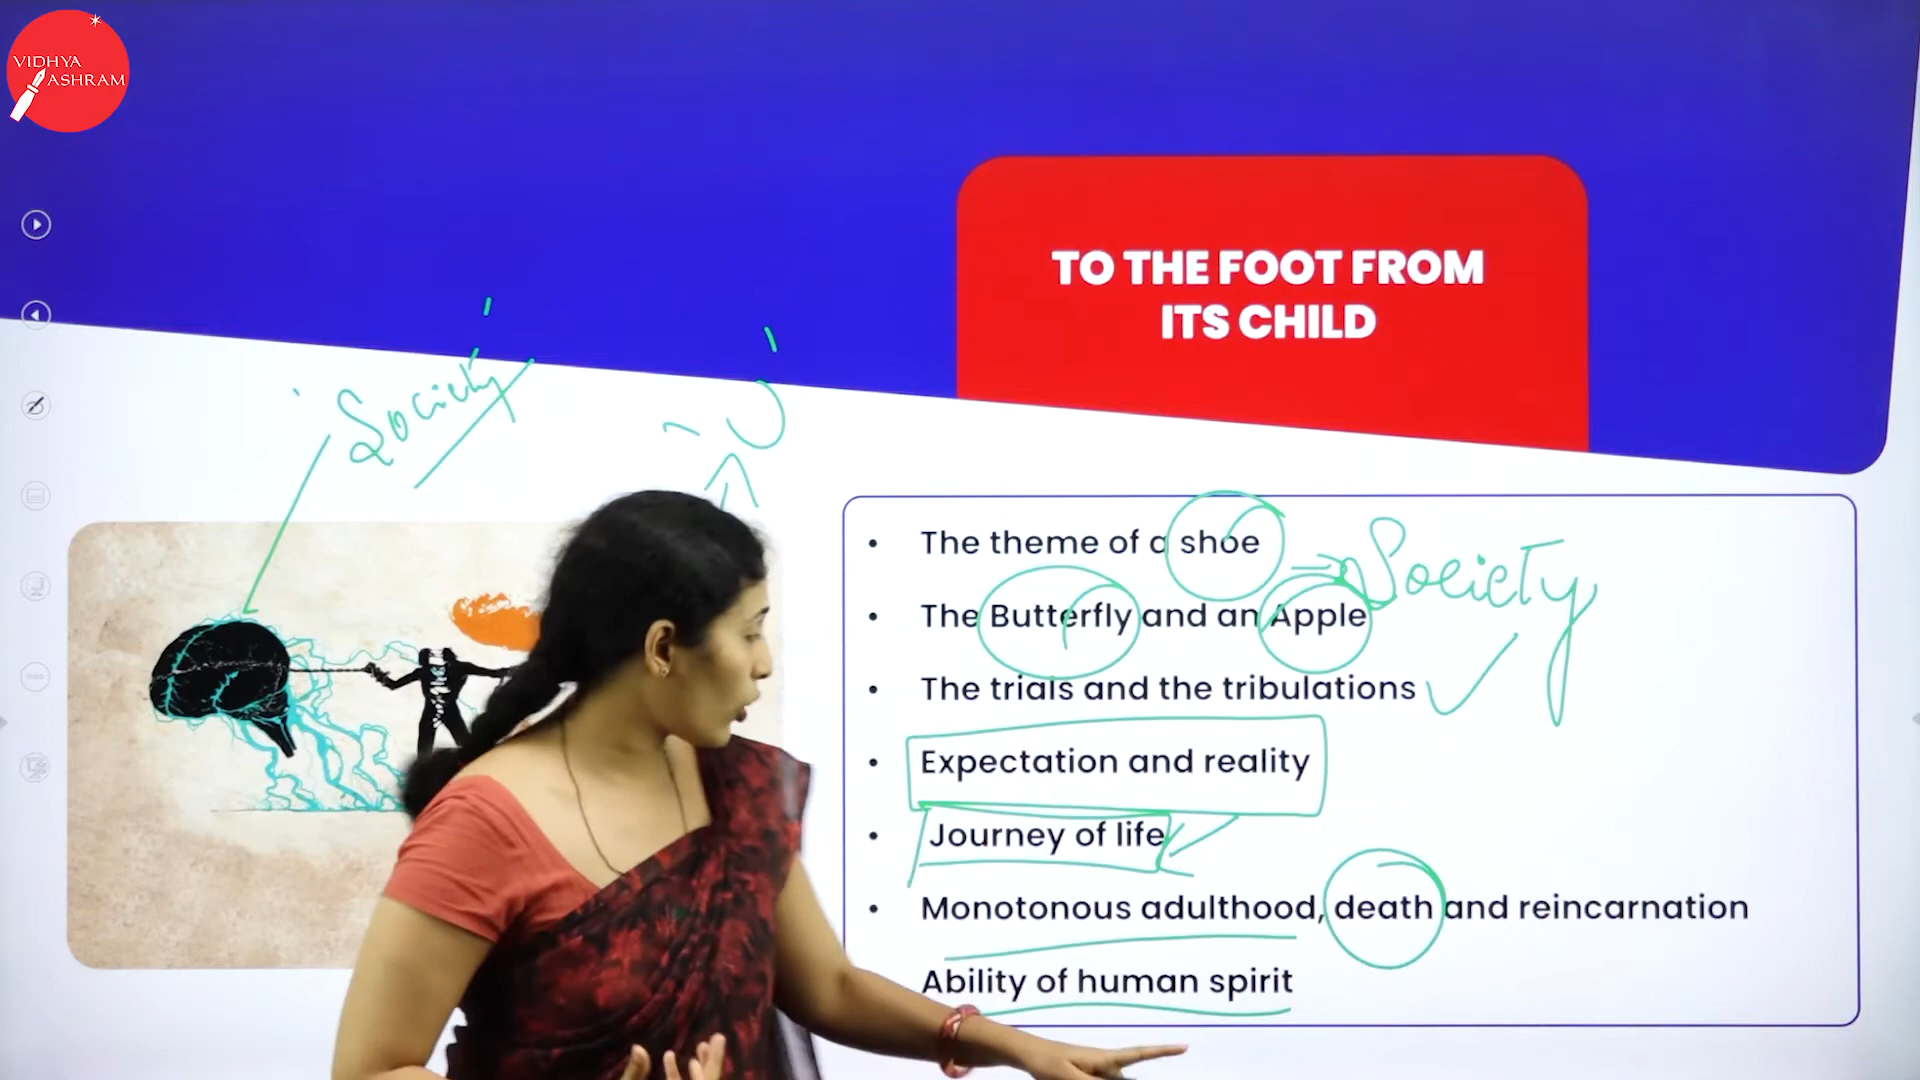 VIDHYA
ASHRAM
TO THE FOOT FROM
ITS CHILD
Society
• The theme of a shoe
Society
• The Butterfly and an Apple
• The trials and the tribulations
• Expectation and reality
• Journey of life
• Monotonous adulthood, death and reincarnation
Ability of human spirit